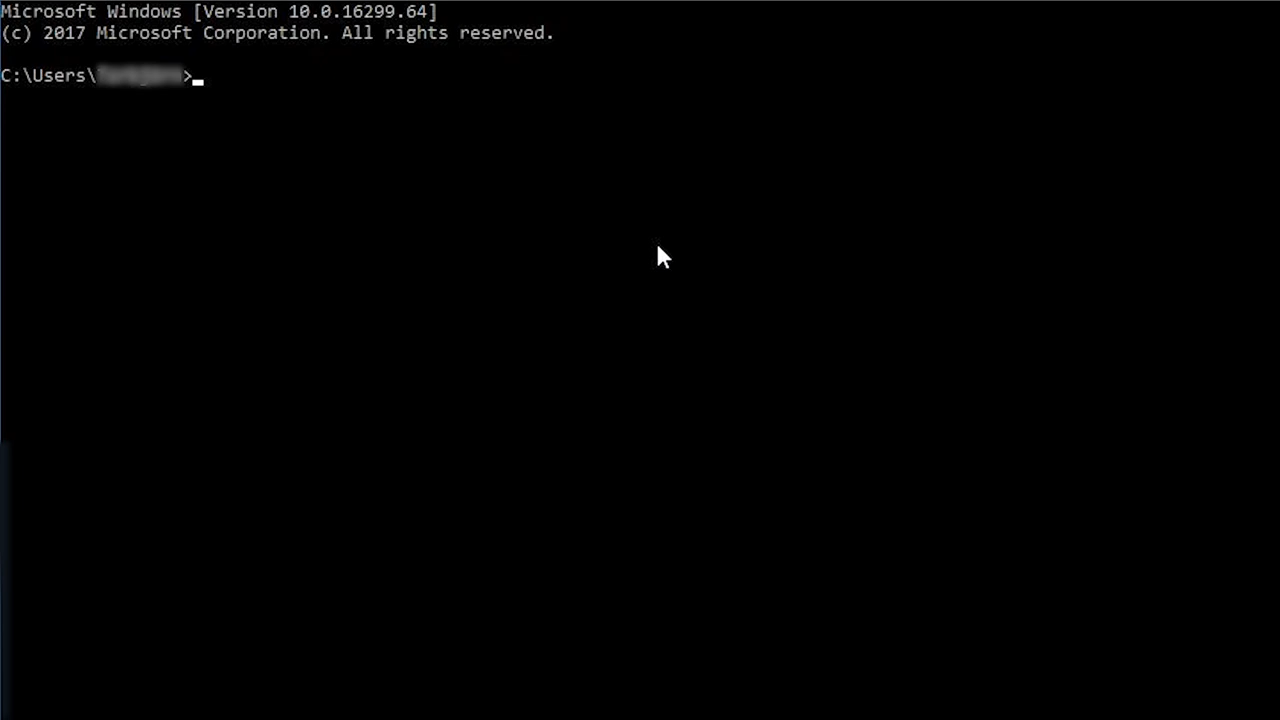 Microsoft Windows [Version 10.0.16299.64]
(c) 2017 Microsoft Corporation. All rights reserved.
C:\Users\ >